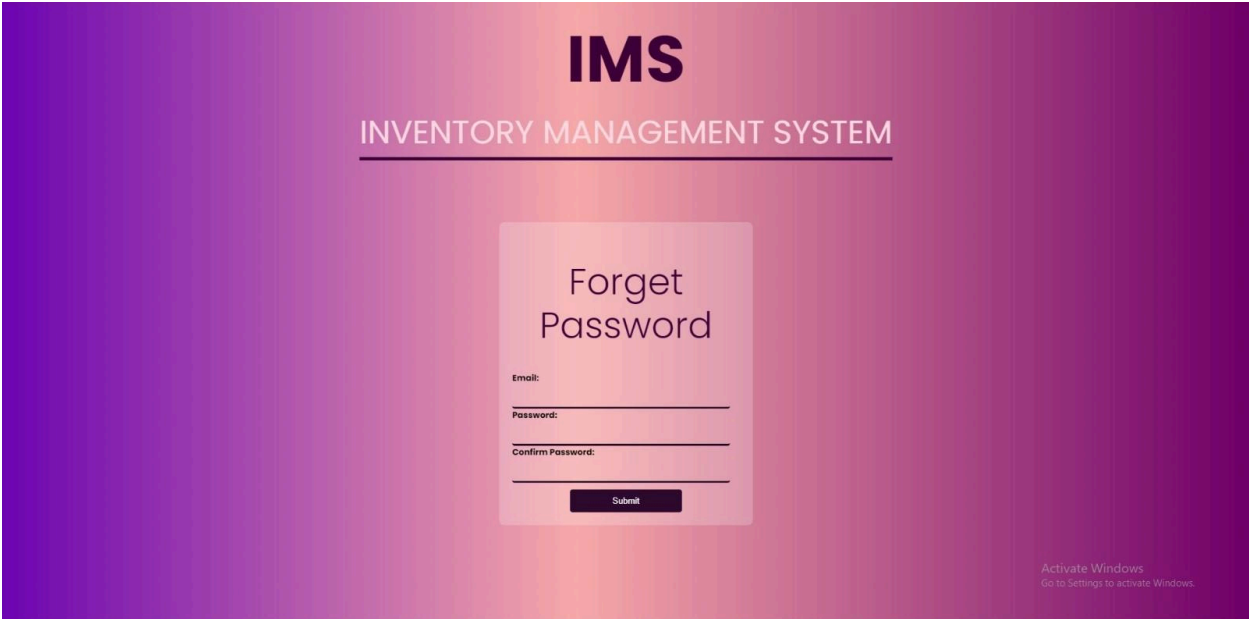 IMS
INVENTORY MANAGEMENT SYSTEM
Forget
Password
Email:
Password:
Confirm Password:
Submit
Activate Windows
Go to Settings to activate Windows.